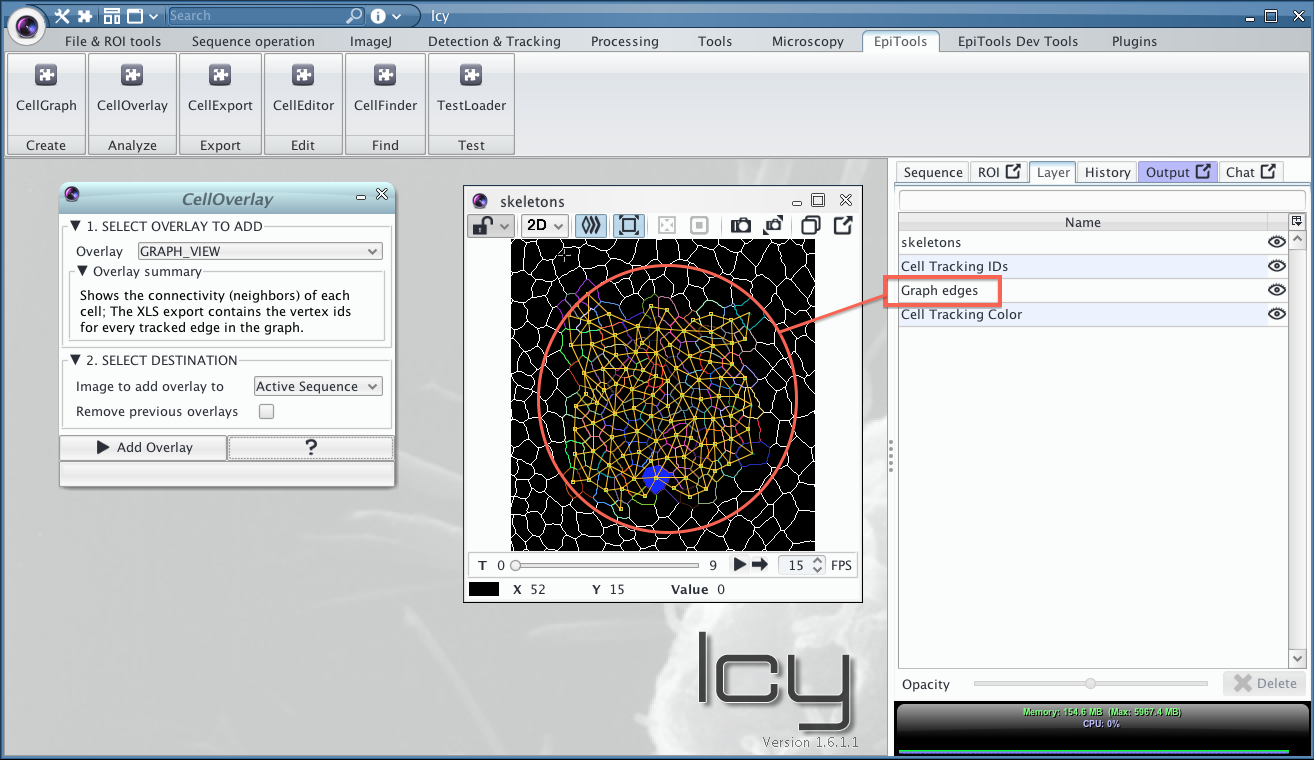 Search
Icy
File & ROI tools
Sequence operation
ImageJ
Detection & Tracking
Processing
Tools
Microscopy
EpiTools
EpiTools Dev Tools
Plugins
CellGraph
CellOverlay
CellExport
CellEditor
CellFinder
TestLoader
Create
Analyze
Export
Edit
Find
Test
CellOverlay
1. SELECT OVERLAY TO ADD
Overlay
GRAPH_VIEW
Overlay summary
Shows the connectivity (neighbors) of each
cell; The XLS export contains the vertex ids
for every tracked edge in the graph.
2. SELECT DESTINATION
Image to add overlay to
Active Sequence
Remove previous overlays
Add Overlay
?
skeletons
2D
T 0
9
15
FPS
X 52
Y 15
Value 0
Icy
Version 1.6.1.1
Sequence
ROI
Layer
History
Output
Chat
Name
skeletons
Cell Tracking IDs
Graph edges
Cell Tracking Color
Opacity
Delete
Memory: 154.6 MB (Max: 5967.4 MB)
CPU: 0%